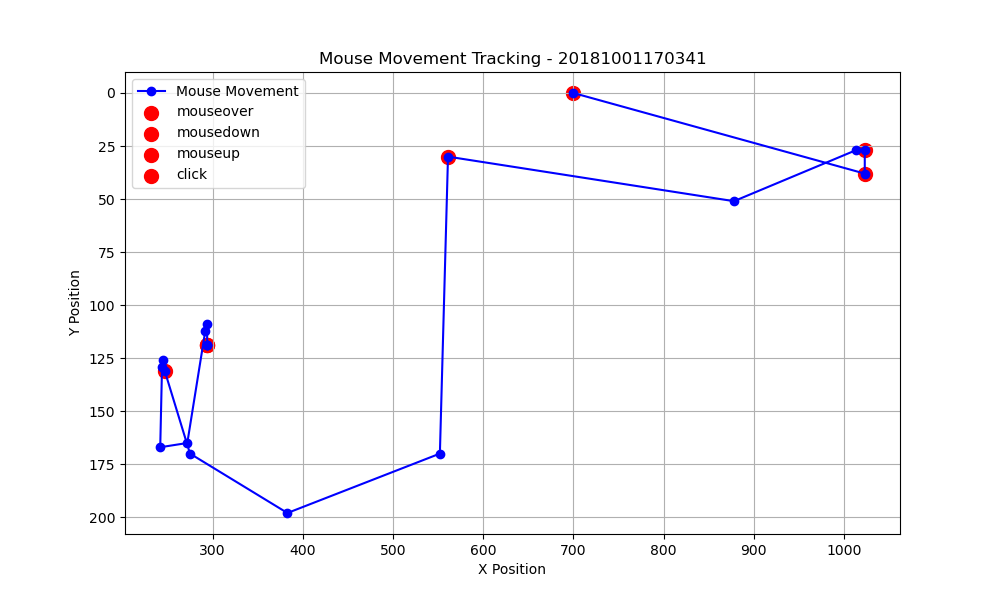 Mouse Movement Tracking - 20181001170341
Mouse Movement
mouseover
mousedown
mouseup
click
Y Position
0
25
50
75
100
125
150
175
200
300 400 500 600 700 800 900 1000
X Position